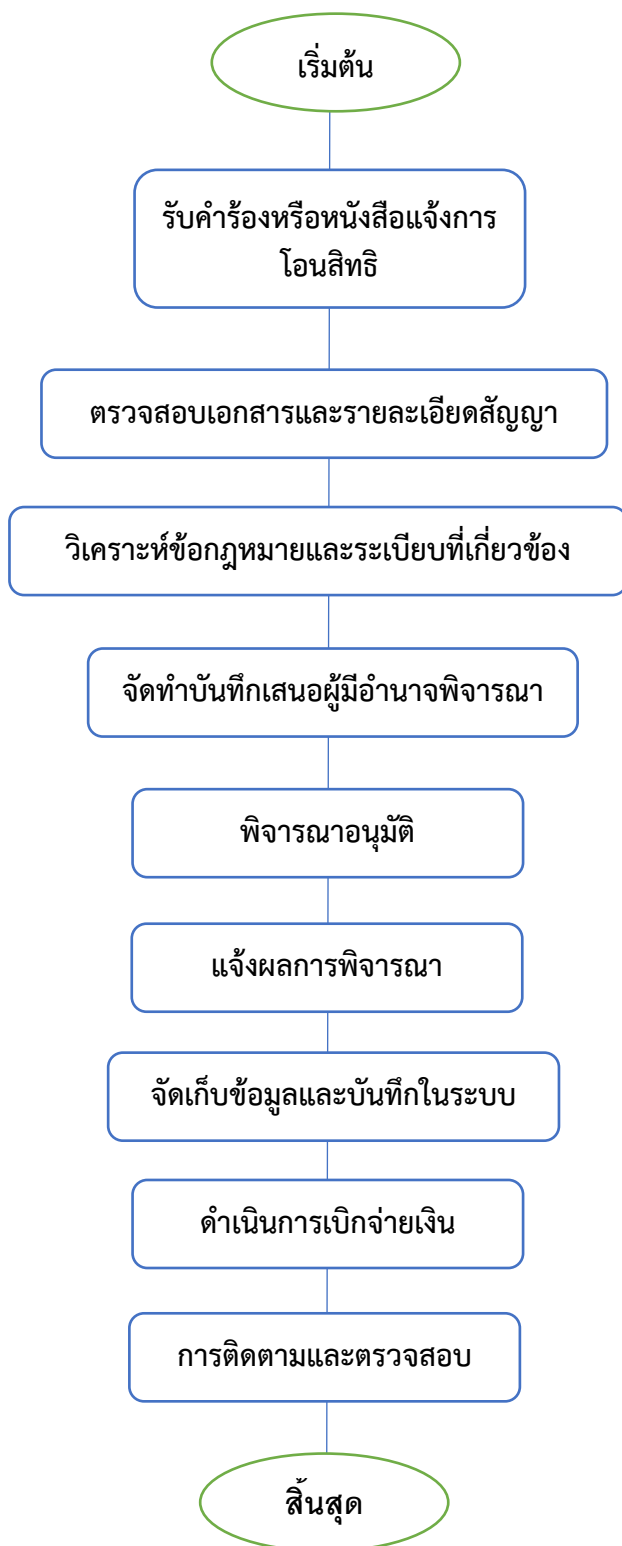 เริ่มต้น
รับคำร้องหรือหนังสือแจ้งการ
โอนสิทธิ
ตรวจสอบเอกสารและรายละเอียดสัญญา
วิเคราะห์ข้อกฎหมายและระเบียบที่เกี่ยวข้อง
จัดทำบันทึกเสนอผู้มีอำนาจพิจารณา
พิจารณาอนุมัติ
แจ้งผลการพิจารณา
จัดเก็บข้อมูลและบันทึกในระบบ
ดำเนินการเบิกจ่ายเงิน
การติดตามและตรวจสอบ
สิ้นสุด